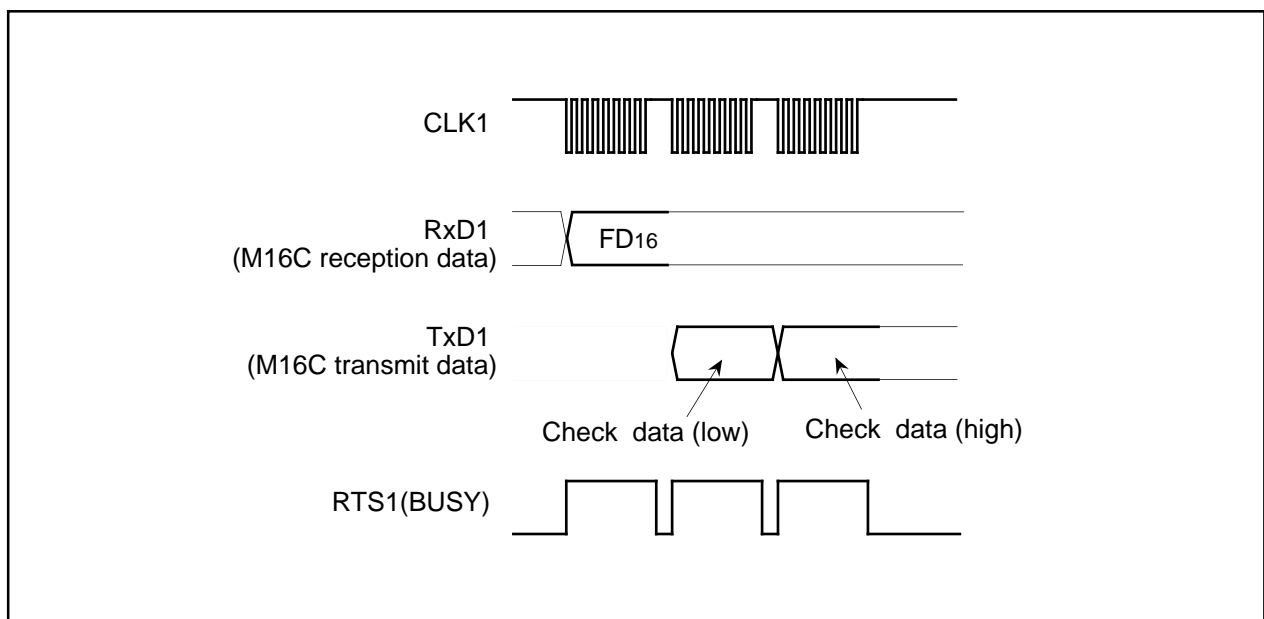 CLK1
RxD1
(M16C reception data)
FD16
TxD1
(M16C transmit data)
Check data (low)
Check data (high)
RTS1(BUSY)